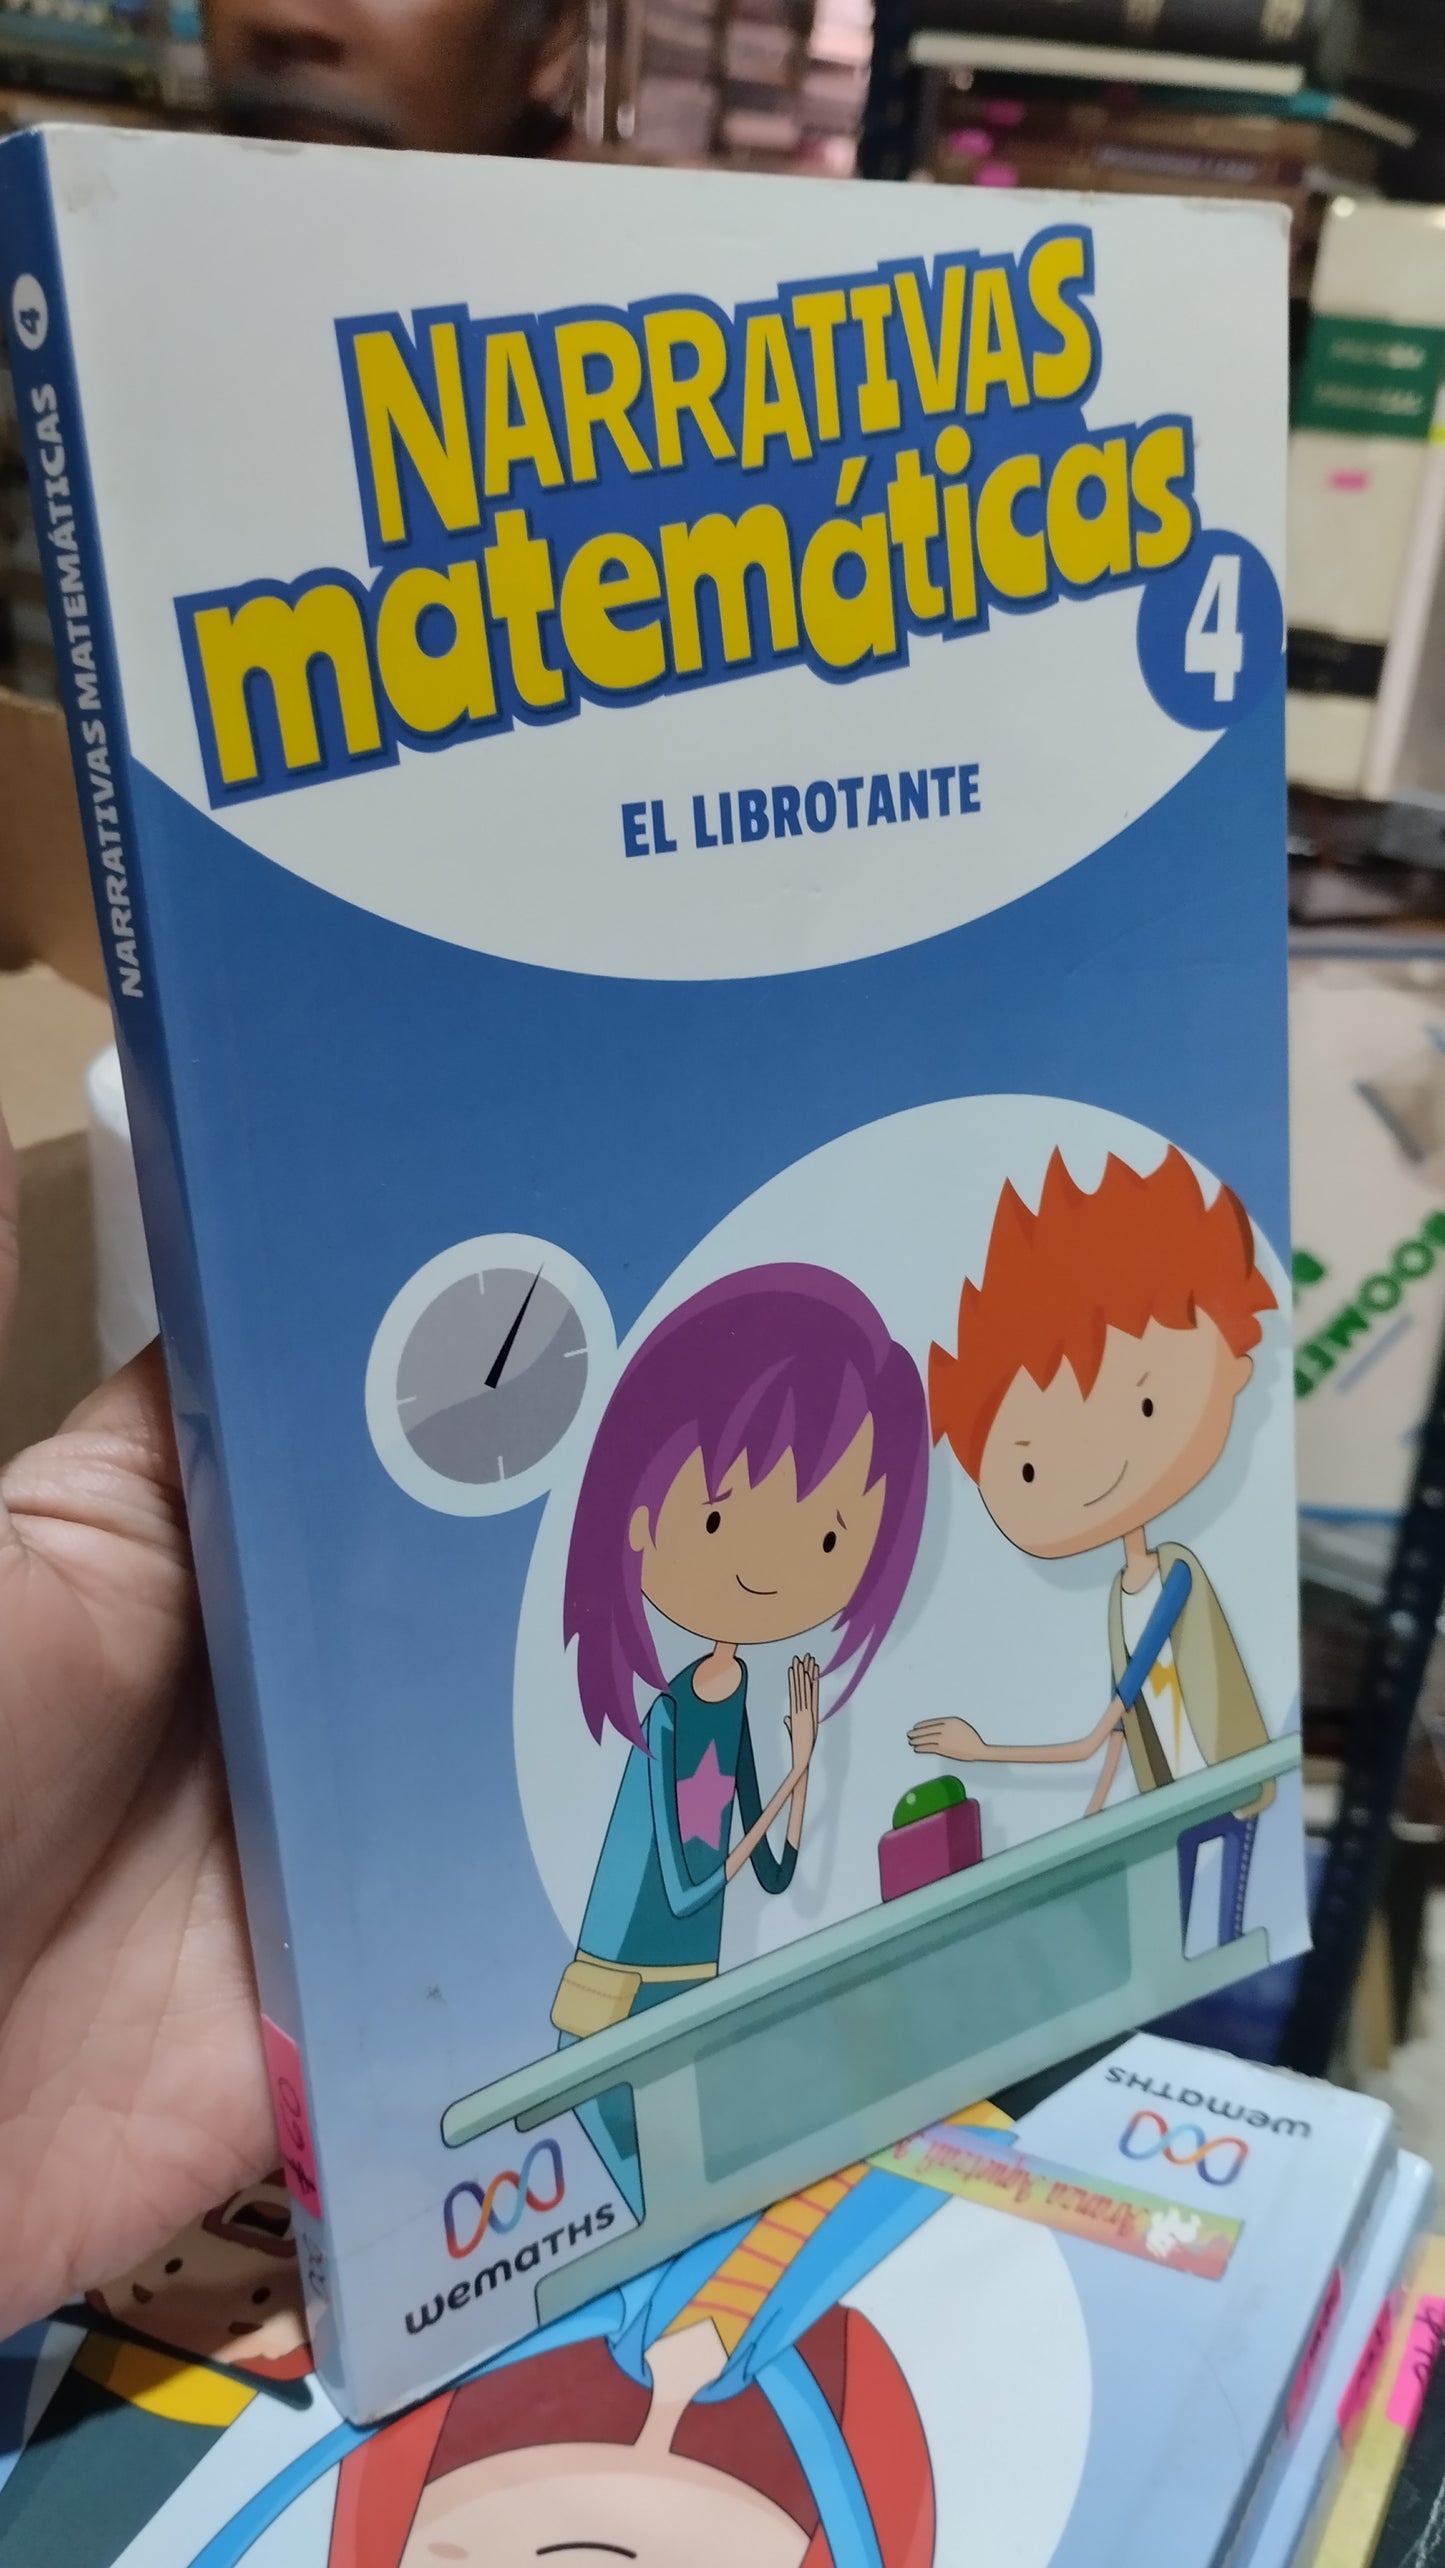 NARRATIVAS
matemáticas
4
EL LIBROTANTE
NARRATIVAS MATEMÁTICAS 4
wemaths
wemaths